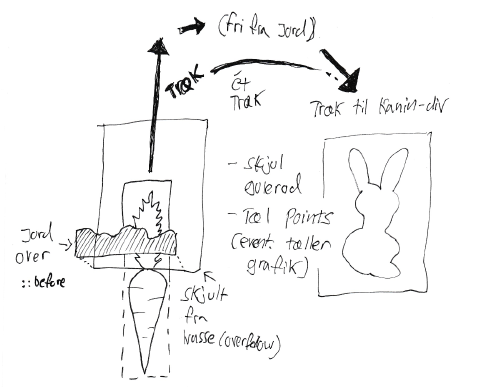 (fri fra jord)
Træk
ét
Træk
Træk til Kanin-div
- Skjul
gulerod
- Tæl Points
(event. tæller
grafik)
Jord
over
::before
Skjult
fra
kasse (overflow)